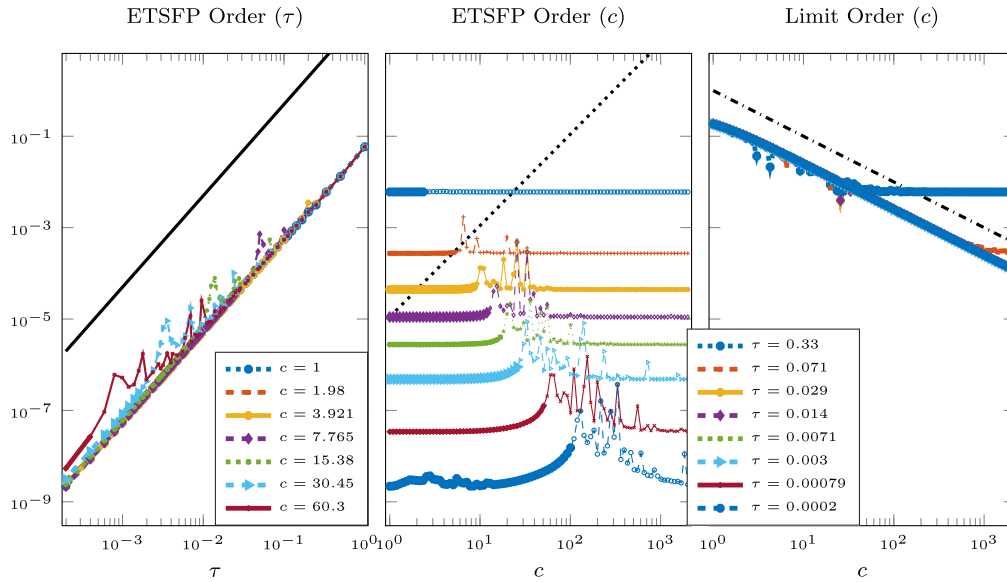 ETSFP Order (τ)
ETSFP Order (c)
Limit Order (c)
10⁻¹
10⁻³
10⁻⁵
10⁻⁷
10⁻⁹
c = 1
c = 1.98
c = 3.921
c = 7.765
c = 15.38
c = 30.45
c = 60.3
τ = 0.33
τ = 0.071
τ = 0.029
τ = 0.014
τ = 0.0071
τ = 0.003
τ = 0.00079
τ = 0.0002
10⁻³ 10⁻² 10⁻¹
10⁰ 10¹ 10² 10³
10⁰ 10¹ 10² 10³
τ
c
c